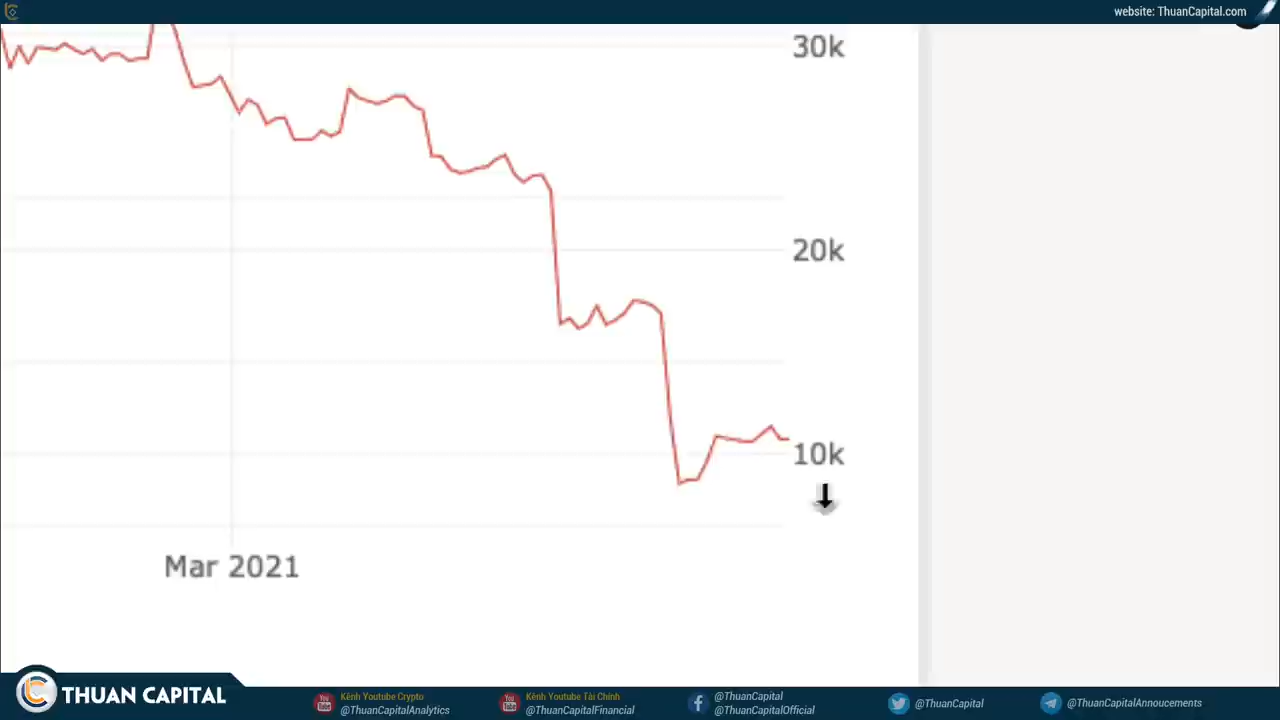 website: ThuanCapital.com
30k
20k
10k
Mar 2021
THUAN CAPITAL
Kênh Youtube Crypto
@ThuanCapitalAnalytics
Kênh Youtube Tài Chính
@ThuanCapitalFinancial
@ThuanCapital
@ThuanCapitalOfficial
@ThuanCapital
@ThuanCapitalAnnoucements